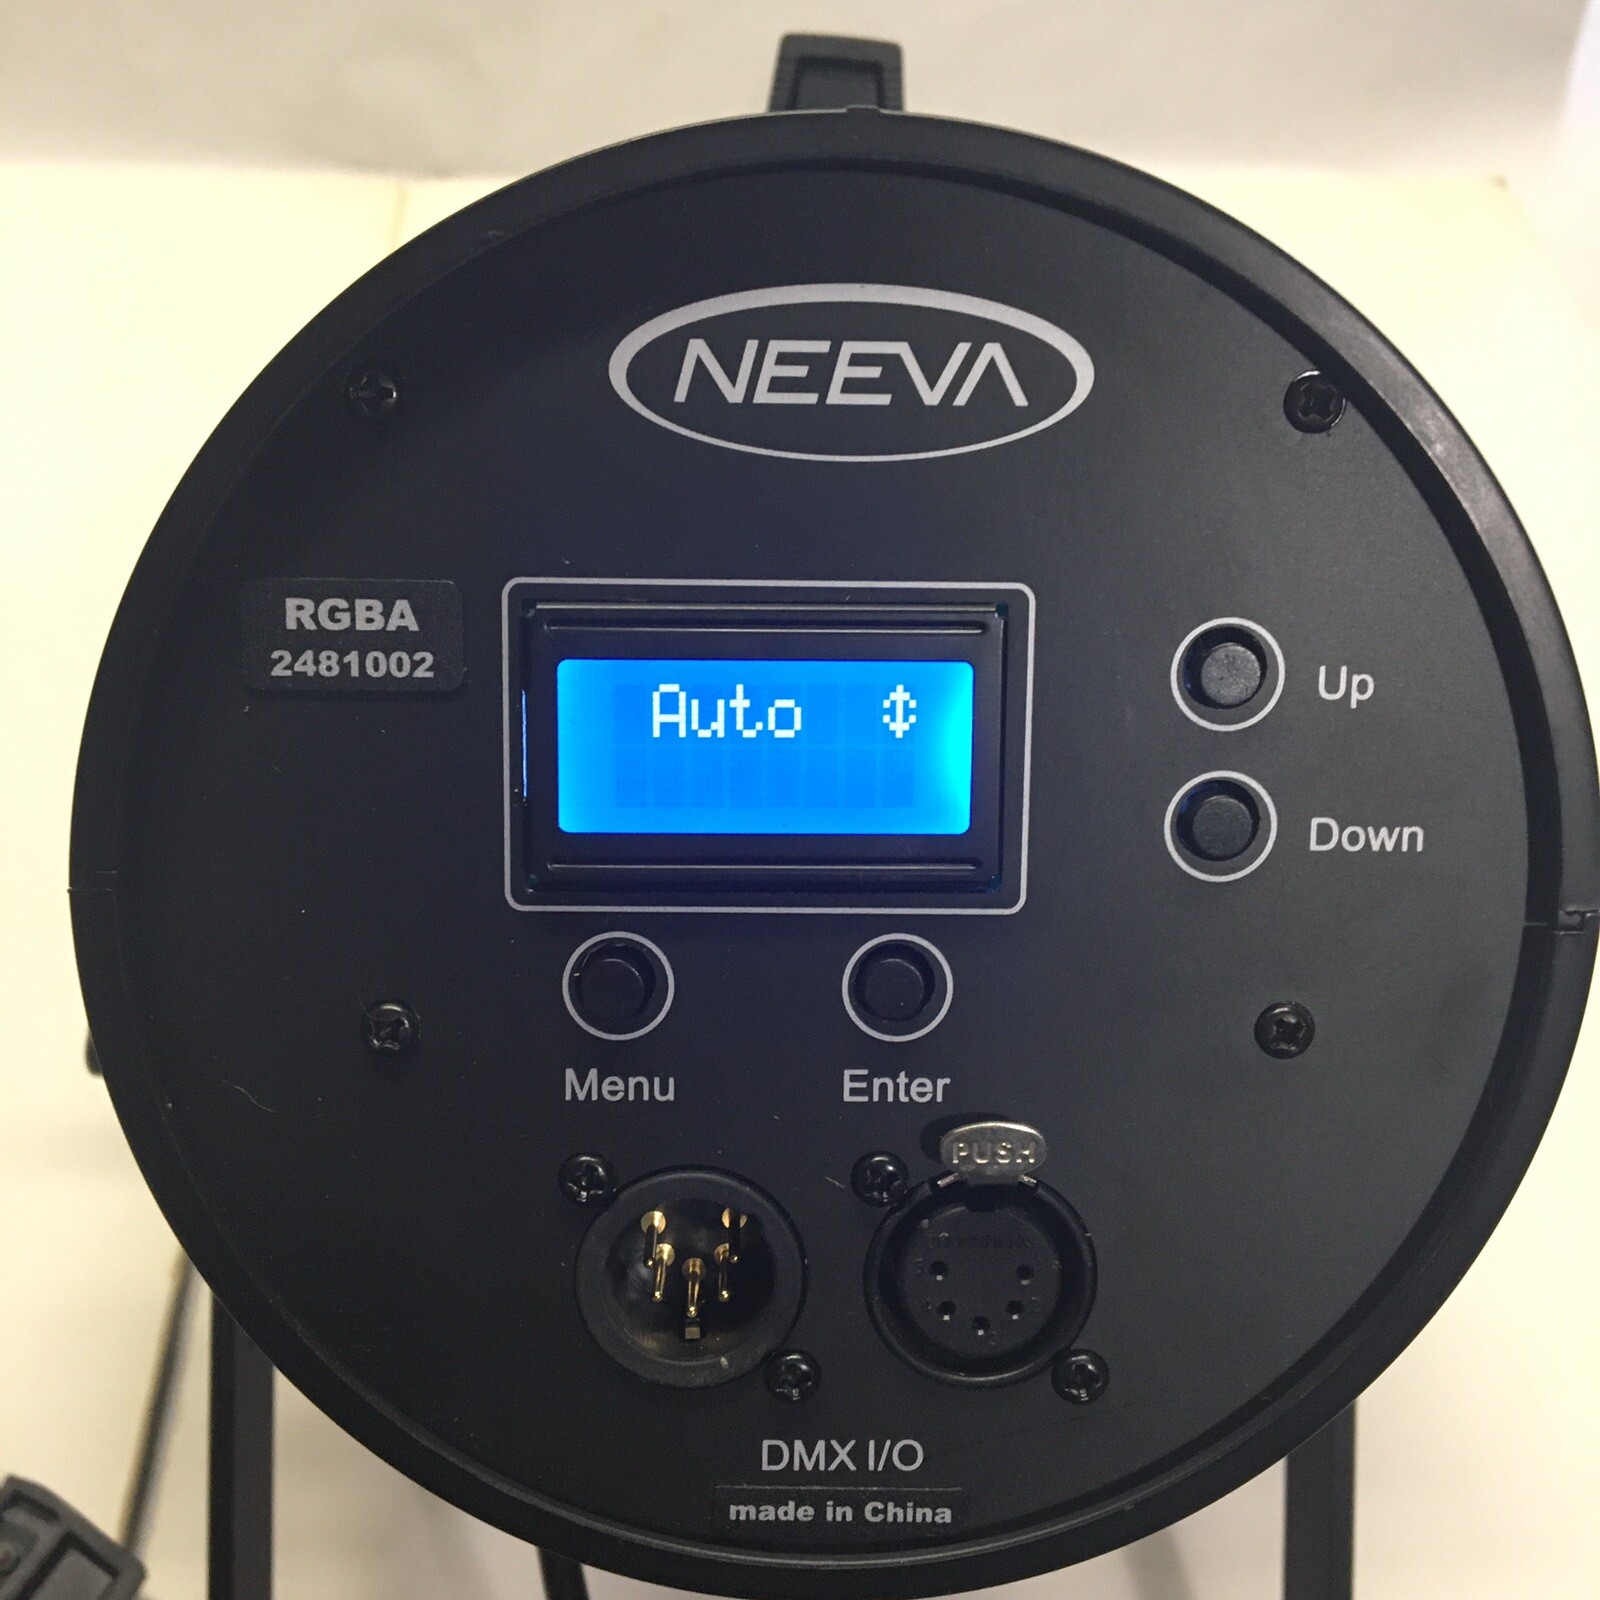 NEEVA
RGBA
2481002
Auto ↕
Up
Down
Menu
Enter
PUSH
DMX I/O
made in China